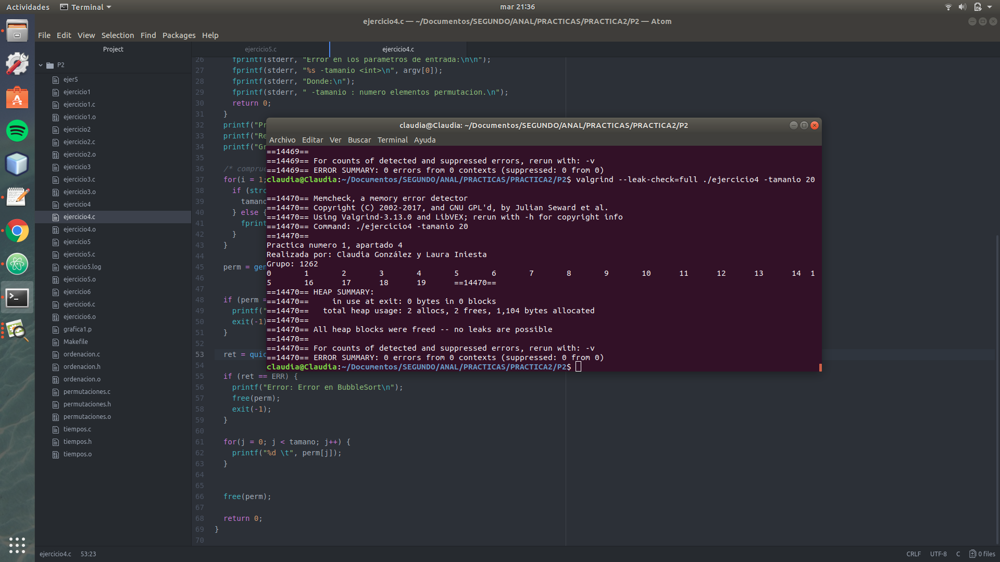 Actividades
Terminal
mar 21:36
ejercicio4.c — ~/Documentos/SEGUNDO/ANAL/PRACTICAS/PRACTICA2/P2 — Atom
File Edit View Selection Find Packages Help
Project
P2
ejer5
ejercicio1
ejercicio1.c
ejercicio1.o
ejercicio2
ejercicio2.c
ejercicio2.o
ejercicio3
ejercicio3.c
ejercicio3.o
ejercicio4
ejercicio4.c
ejercicio4.o
ejercicio5
ejercicio5.c
ejercicio5.log
ejercicio5.o
ejercicio6
ejercicio6.c
ejercicio6.o
grafica1.p
Makefile
ordenacion.c
ordenacion.h
ordenacion.o
permutaciones.c
permutaciones.h
permutaciones.o
tiempos.c
tiempos.h
tiempos.o
ejercicio5.c
ejercicio4.c
26 fprintf(stderr, "Error en los parametros de entrada:\n\n");
27 fprintf(stderr, "%s -tamanio <int>\n", argv[0]);
28 fprintf(stderr, "Donde:\n");
29 fprintf(stderr, " -tamanio : numero elementos permutacion.\n");
30 return 0;
31 }
32 printf("Pr
33 printf("Re
34 printf("Gr
35
36 /* comprue
37 for(i = 1;
38 if (strc
39 tamano
40 } else {
41 fprint
42 }
43 }
44
45 perm = gen
46
47
48 if (perm =
49 printf("
50 exit(-1)
51 }
52
53 ret = quic
54
55 if (ret == ERR) {
56 printf("Error: Error en BubbleSort\n");
57 free(perm);
58 exit(-1);
59 }
60
61 for(j = 0; j < tamano; j++) {
62 printf("%d \t", perm[j]);
63 }
64
65
66 free(perm);
67
68 return 0;
69 }
70
claudia@Claudia: ~/Documentos/SEGUNDO/ANAL/PRACTICAS/PRACTICA2/P2
Archivo Editar Ver Buscar Terminal Ayuda
==14469==
==14469== For counts of detected and suppressed errors, rerun with: -v
==14469== ERROR SUMMARY: 0 errors from 0 contexts (suppressed: 0 from 0)
claudia@Claudia:~/Documentos/SEGUNDO/ANAL/PRACTICAS/PRACTICA2/P2$ valgrind --leak-check=full ./ejercicio4 -tamanio 20
==14470== Memcheck, a memory error detector
==14470== Copyright (C) 2002-2017, and GNU GPL'd, by Julian Seward et al.
==14470== Using Valgrind-3.13.0 and LibVEX; rerun with -h for copyright info
==14470== Command: ./ejercicio4 -tamanio 20
==14470==
Practica numero 1, apartado 4
Realizada por: Claudia González y Laura Iniesta
Grupo: 1262
0 1 2 3 4 5 6 7 8 9 10 11 12 13 14 1
5 16 17 18 19 ==14470==
==14470== HEAP SUMMARY:
==14470== in use at exit: 0 bytes in 0 blocks
==14470== total heap usage: 2 allocs, 2 frees, 1,104 bytes allocated
==14470==
==14470== All heap blocks were freed -- no leaks are possible
==14470==
==14470== For counts of detected and suppressed errors, rerun with: -v
==14470== ERROR SUMMARY: 0 errors from 0 contexts (suppressed: 0 from 0)
claudia@Claudia:~/Documentos/SEGUNDO/ANAL/PRACTICAS/PRACTICA2/P2$
ejercicio4.c 53:23
CRLF UTF-8 C 0 files